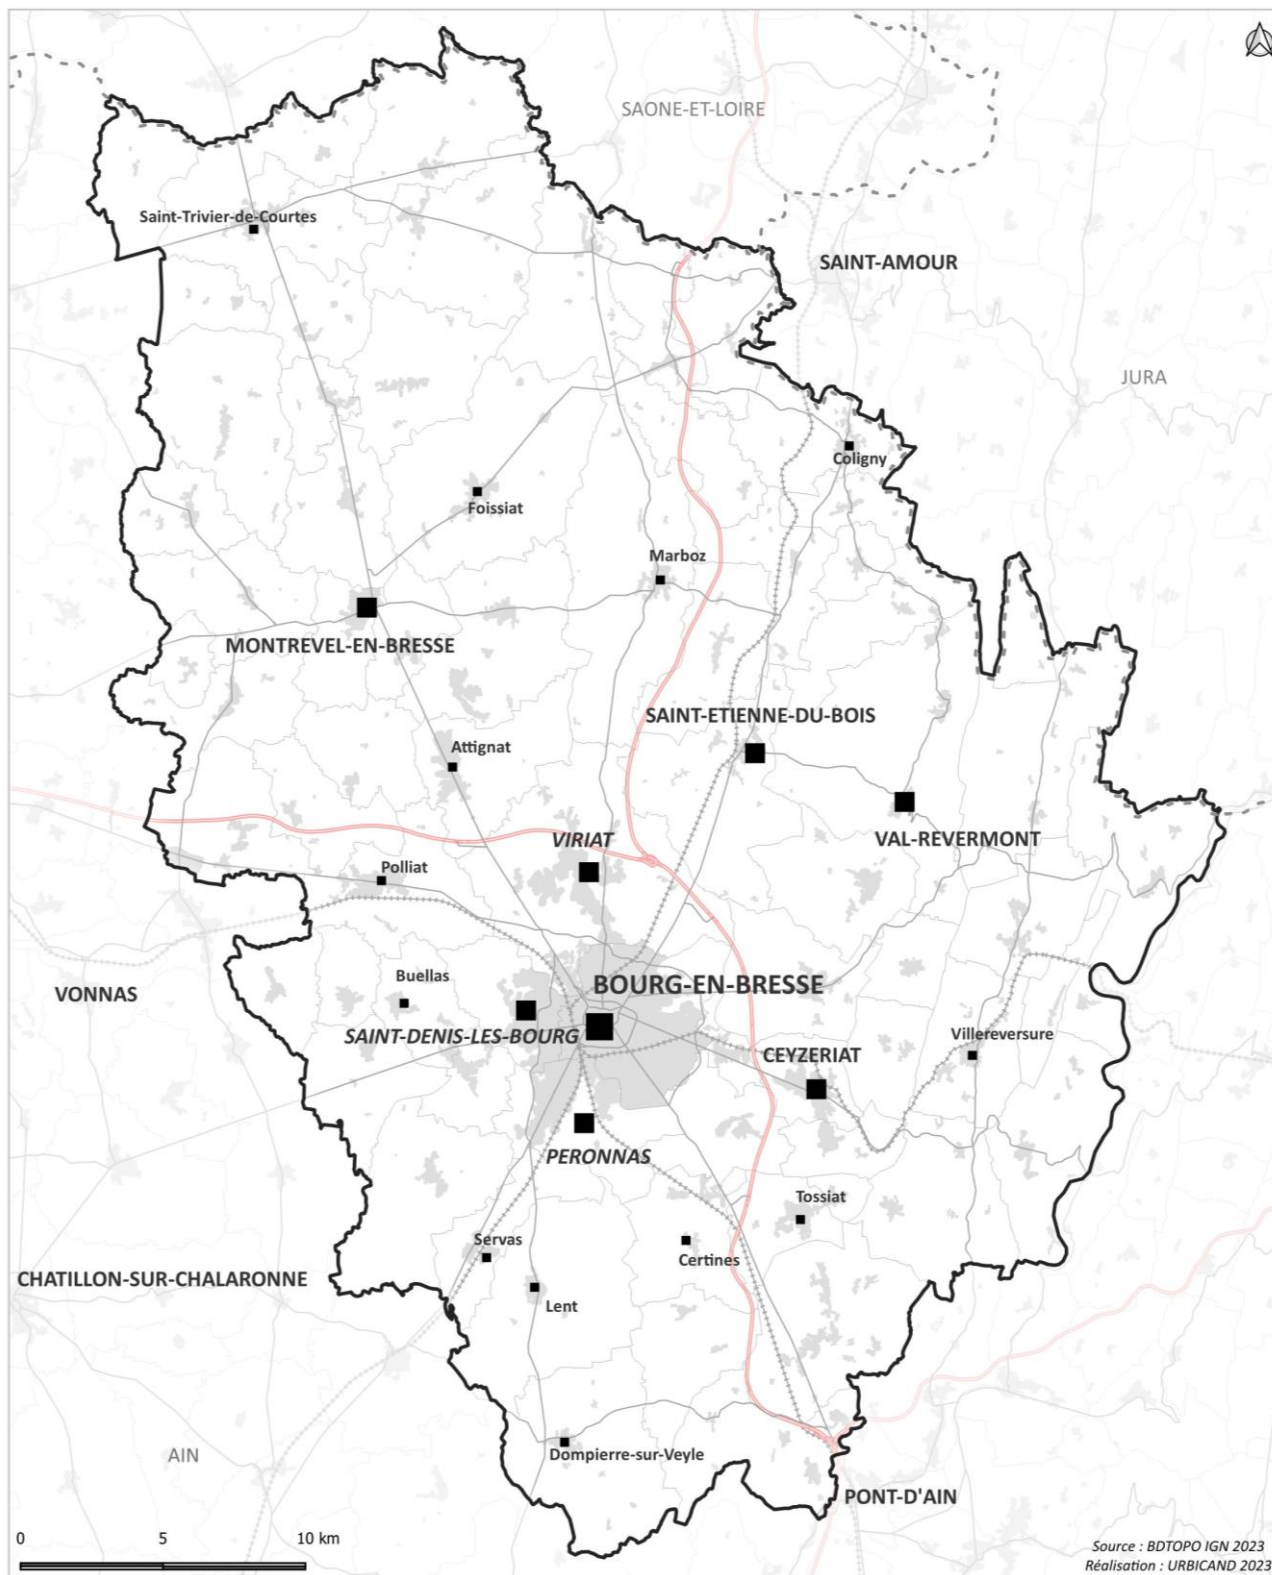 SAONE-ET-LOIRE
Saint-Trivier-de-Courtes
SAINT-AMOUR
JURA
Coligny
Foissiat
Marboz
MONTREVEL-EN-BRESSE
SAINT-ETIENNE-DU-BOIS
Attignat
VIRIAT
VAL-REVERMONT
Polliat
Buellas
BOURG-EN-BRESSE
VONNAS
SAINT-DENIS-LES-BOURG
Villereversure
CEYZERIAT
PERONNAS
Tossiat
Servas
Certines
CHATILLON-SUR-CHALARONNE
Lent
AIN
Dompierre-sur-Veyle
PONT-D'AIN
0 5 10 km
Source : BDTOPO IGN 2023
Réalisation : URBICAND 2023